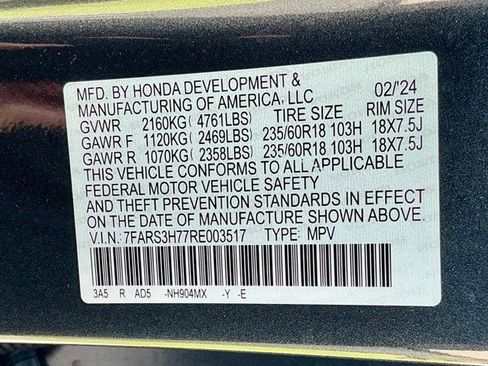 MFD. BY HONDA DEVELOPMENT &
MANUFACTURING OF AMERICA, LLC 02/'24
GVWR 2160KG( 4761LBS) TIRE SIZE RIM SIZE
GAWR F 1120KG( 2469LBS) 235/60R18 103H 18X7.5J
GAWR R 1070KG( 2358LBS) 235/60R18 103H 18X7.5J
THIS VEHICLE CONFORMS TO ALL APPLICABLE
FEDERAL MOTOR VEHICLE SAFETY
AND THEFT PREVENTION STANDARDS IN EFFECT
ON THE DATE OF MANUFACTURE SHOWN ABOVE.
V.I.N.: 7FARS3H77RE003517 TYPE: MPV
3A5 R AD5 -NH904MX -Y -E